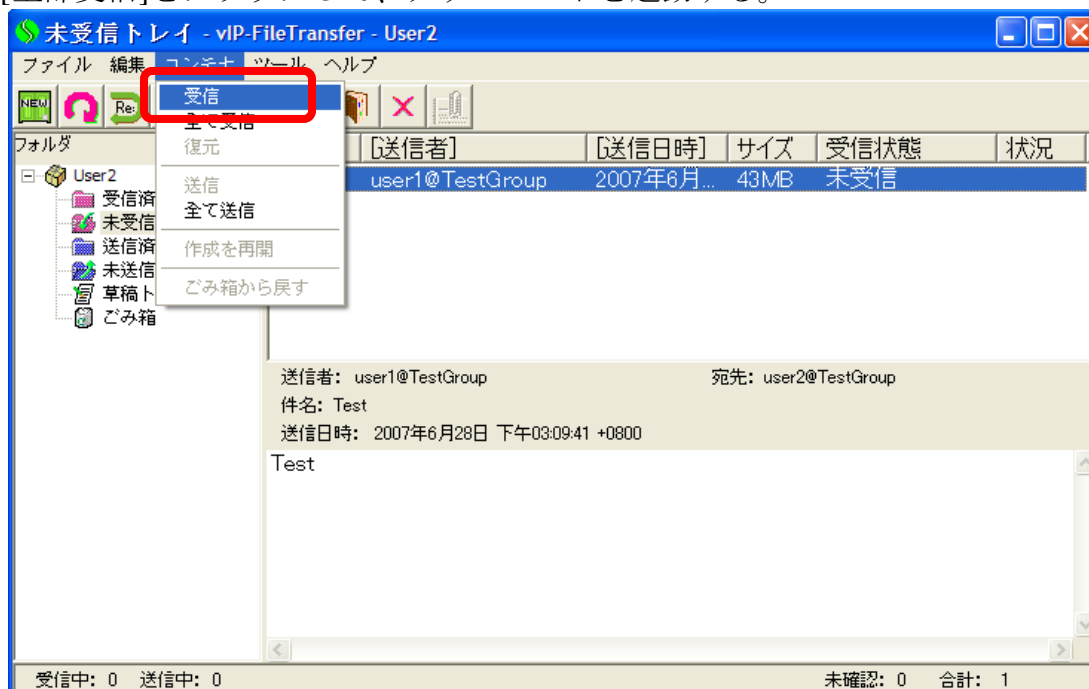 未受信トレイ - vIP-FileTransfer - User2
ファイル 編集 コンテナ ツール ヘルプ
NEW Re:
受信
全て受信
復元
送信
全て送信
作成を再開
ごみ箱から戻す
フォルダ
User2
受信済
未受信
送信済
未送信
草稿ト
ごみ箱
[送信者] [送信日時] サイズ 受信状態 状況
user1@TestGroup 2007年6月... 43MB 未受信
送信者: user1@TestGroup 宛先: user2@TestGroup
件名: Test
送信日時: 2007年6月28日 下午03:09:41 +0800
Test
受信中: 0 送信中: 0 未確認: 0 合計: 1